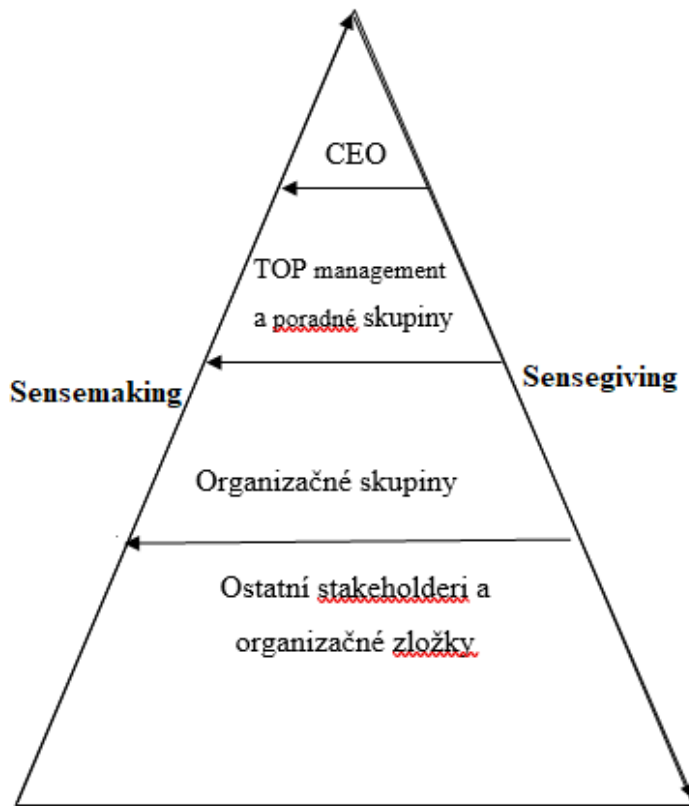 CEO
TOP management
a poradné skupiny
Sensemaking
Sensegiving
Organizačné skupiny
Ostatní stakeholderi a
organizačné zložky